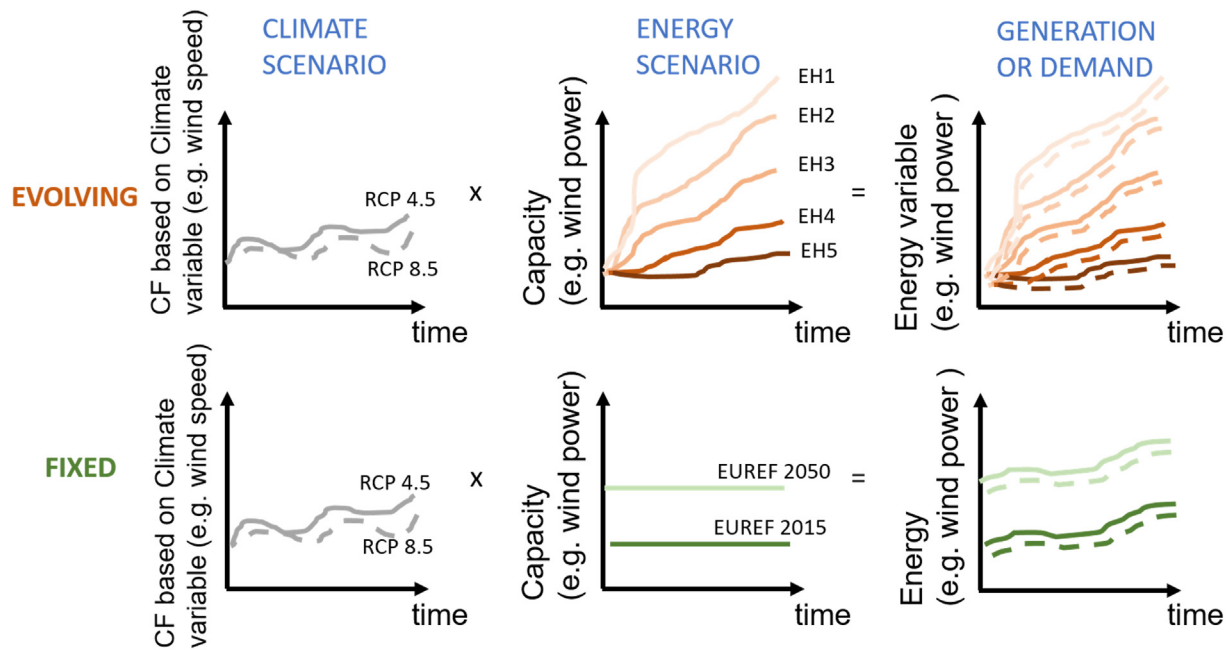 CLIMATE
SCENARIO
ENERGY
SCENARIO
GENERATION
OR DEMAND
EVOLVING
CF based on Climate
variable (e.g. wind speed)
RCP 4.5
RCP 8.5
time
x
Capacity
(e.g. wind power)
EH1
EH2
EH3
EH4
EH5
time
=
Energy variable
(e.g. wind power )
time
FIXED
CF based on Climate
variable (e.g. wind speed)
RCP 4.5
RCP 8.5
time
x
Capacity
(e.g. wind power)
EUREF 2050
EUREF 2015
time
=
Energy
(e.g. wind power )
time